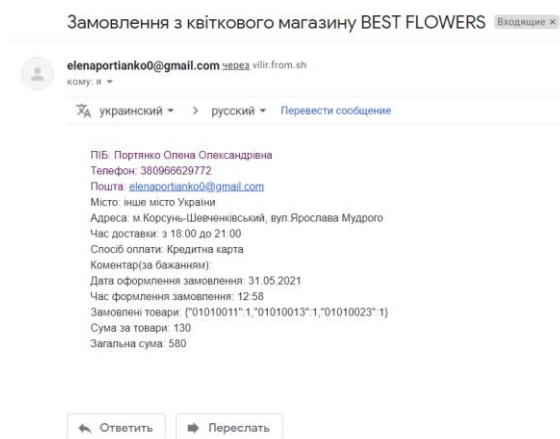 Замовлення з квіткового магазину BEST FLOWERS Входящие ×
elenaportianko0@gmail.com через vilir.from.sh
кому: я
украинский > русский Перевести сообщение
ПІБ: Портянко Олена Олександрівна
Телефон: 380966629772
Пошта: elenaportianko0@gmail.com
Місто: інше місто України
Адреса: м.Корсунь-Шевченківський, вул.Ярослава Мудрого
Час доставки: з 18:00 до 21:00
Спосіб оплати: Кредитна карта
Коментар(за бажанням):
Дата оформлення замовлення: 31.05.2021
Час формлення замовлення: 12:58
Замовлені товари: {"01010011":1,"01010013":1,"01010023":1}
Сума за товари: 130
Загальна сума: 580
Ответить Переслать